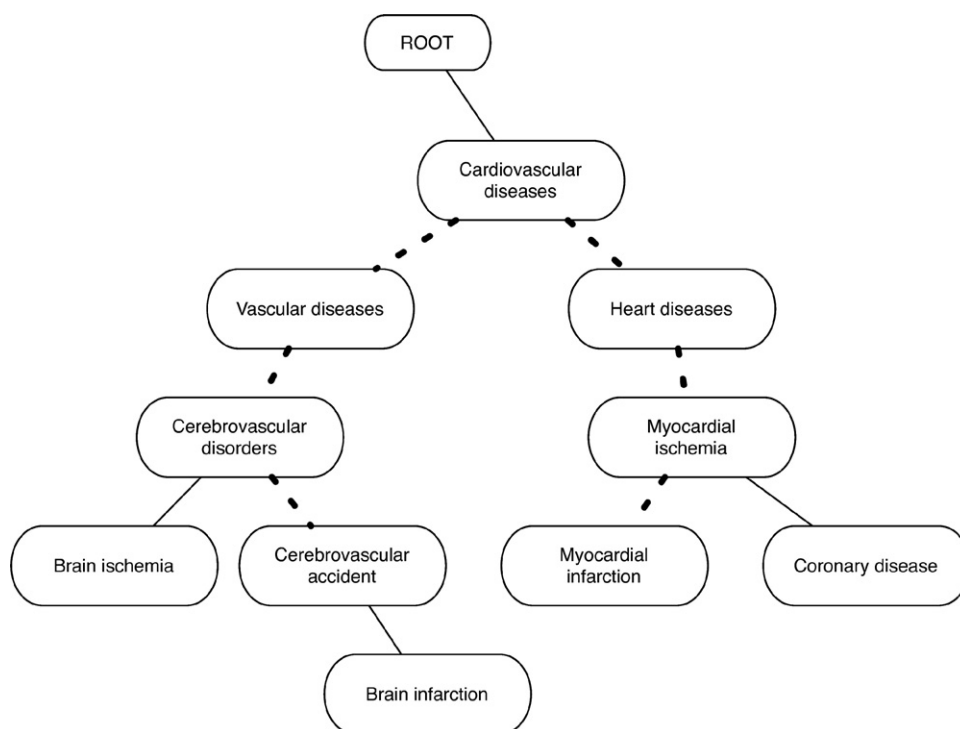 ROOT
Cardiovascular
diseases
Vascular diseases
Heart diseases
Cerebrovascular
disorders
Myocardial
ischemia
Brain ischemia
Cerebrovascular
accident
Myocardial
infarction
Coronary disease
Brain infarction